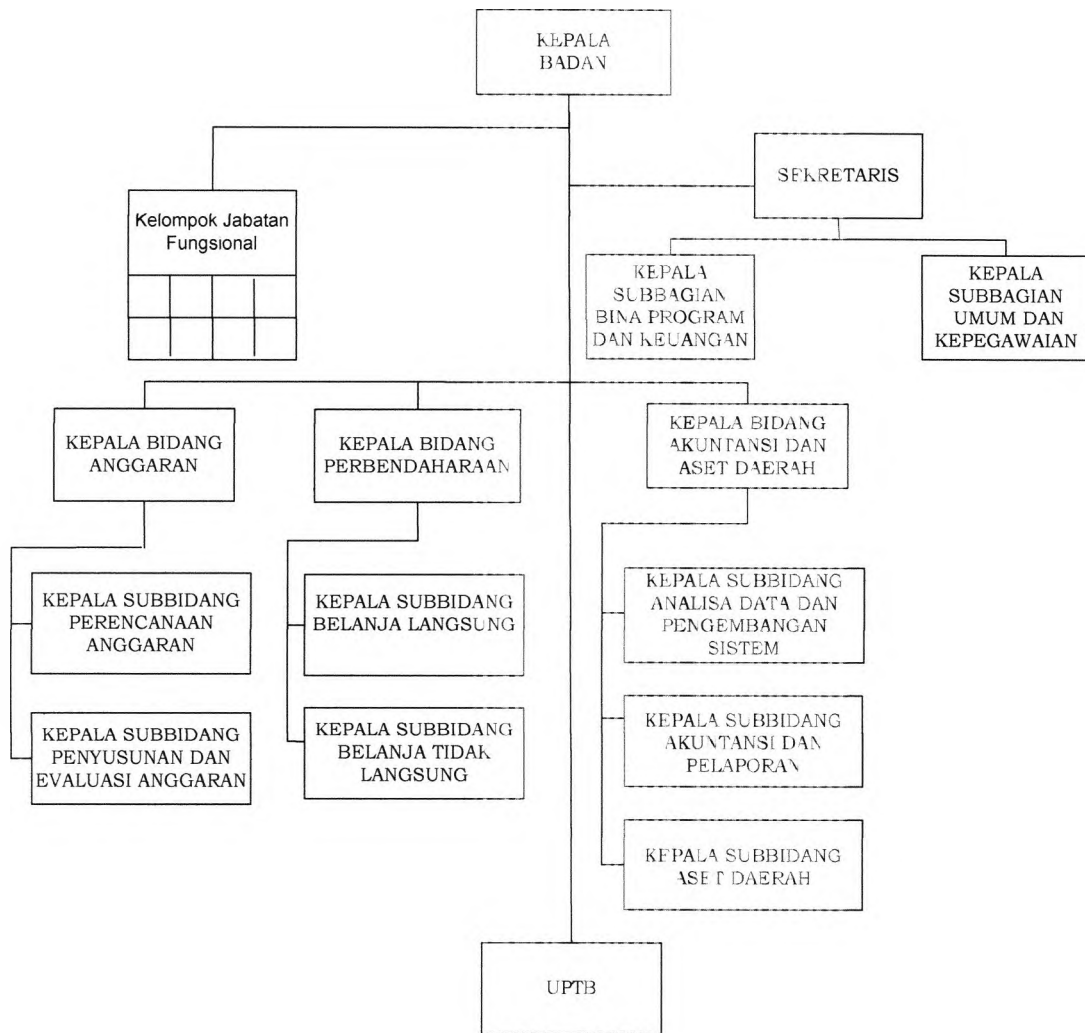 KEPALA
BADAN
SEKRETARIS
Kelompok Jabatan
Fungsional
KEPALA
SUBBAGIAN
BINA PROGRAM
DAN KEUANGAN
KEPALA
SUBBAGIAN
UMUM DAN
KEPEGAWAIAN
KEPALA BIDANG
ANGGARAN
KEPALA BIDANG
PERBENDAHARAAN
KEPALA BIDANG
AKUNTANSI DAN
ASET DAERAH
KEPALA SUBBIDANG
PERENCANAAN
ANGGARAN
KEPALA SUBBIDANG
PENYUSUNAN DAN
EVALUASI ANGGARAN
KEPALA SUBBIDANG
BELANJA LANGSUNG
KEPALA SUBBIDANG
BELANJA TIDAK
LANGSUNG
KEPALA SUBBIDANG
ANALISA DATA DAN
PENGEMBANGAN
SISTEM
KEPALA SUBBIDANG
AKUNTANSI DAN
PELAPORAN
KEPALA SUBBIDANG
ASET DAERAH
UPTB